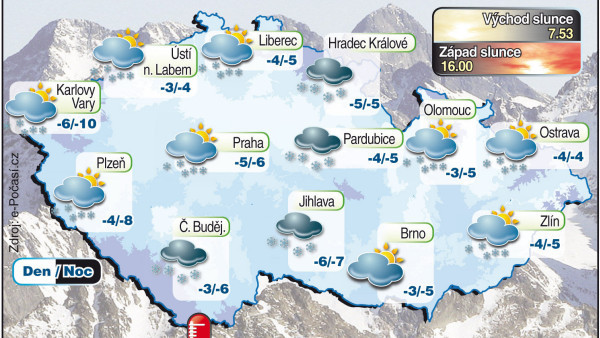 Východ slunce
7.53
Západ slunce
16.00
Liberec
-4/-5
Hradec Králové
-5/-5
Ústí
n. Labem
-3/-4
Karlovy
Vary
-6/-10
Olomouc
-3/-5
Ostrava
-4/-4
Praha
-5/-6
Pardubice
-4/-5
Plzeň
-4/-8
Č. Buděj.
-3/-6
Jihlava
-6/-7
Brno
-3/-5
Zlín
-4/-5
Den/Noc
Zdroj: e-Počasí.cz